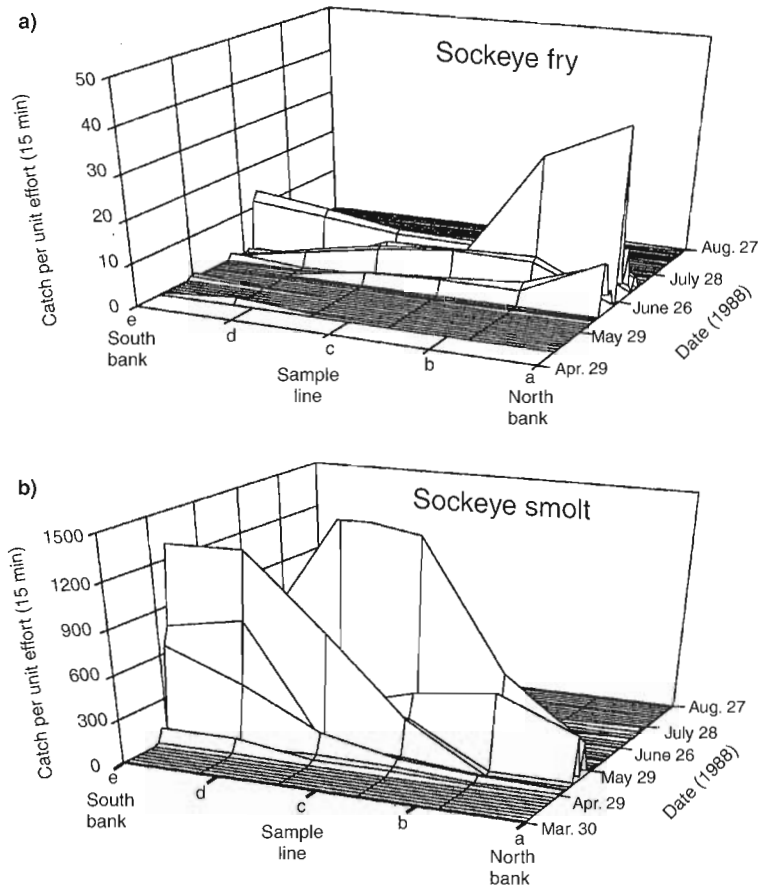 a)
Sockeye fry
Catch per unit effort (15 min)
50
40
30
20
10
0
e
South
bank
d
c
b
a
North
bank
Sample
line
Apr. 29
May 29
June 26
July 28
Aug. 27
Date (1988)
b)
Sockeye smolt
Catch per unit effort (15 min)
1500
1200
900
600
300
0
e
South
bank
d
c
b
a
North
bank
Sample
line
Mar. 30
Apr. 29
May 29
June 26
July 28
Aug. 27
Date (1988)